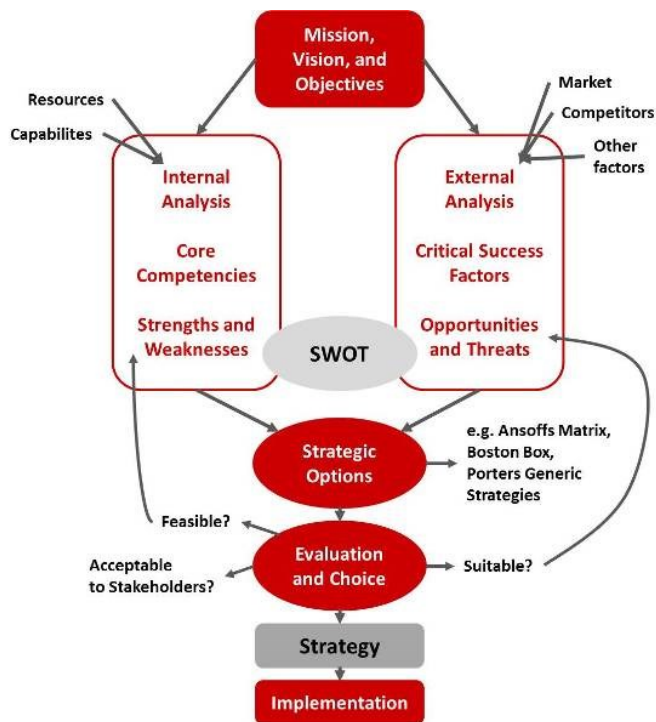 Mission,
Vision, and
Objectives
Resources
Capabilites
Market
Competitors
Other
factors
Internal
Analysis
Core
Competencies
Strengths and
Weaknesses
External
Analysis
Critical Success
Factors
Opportunities
and Threats
SWOT
Strategic
Options
e.g. Ansoffs Matrix,
Boston Box,
Porters Generic
Strategies
Feasible?
Acceptable
to Stakeholders?
Evaluation
and Choice
Suitable?
Strategy
Implementation